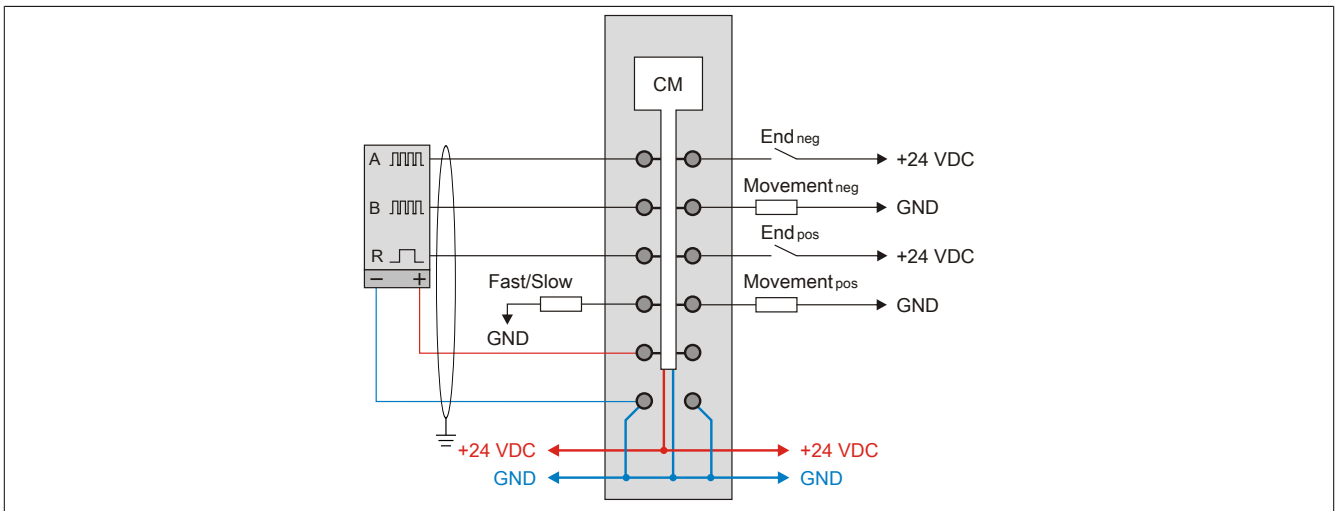 CM
End neg
A
+24 VDC
Movement neg
B
GND
End pos
R
+24 VDC
− +
Fast/Slow
Movement pos
GND
GND
+24 VDC
+24 VDC
GND
GND